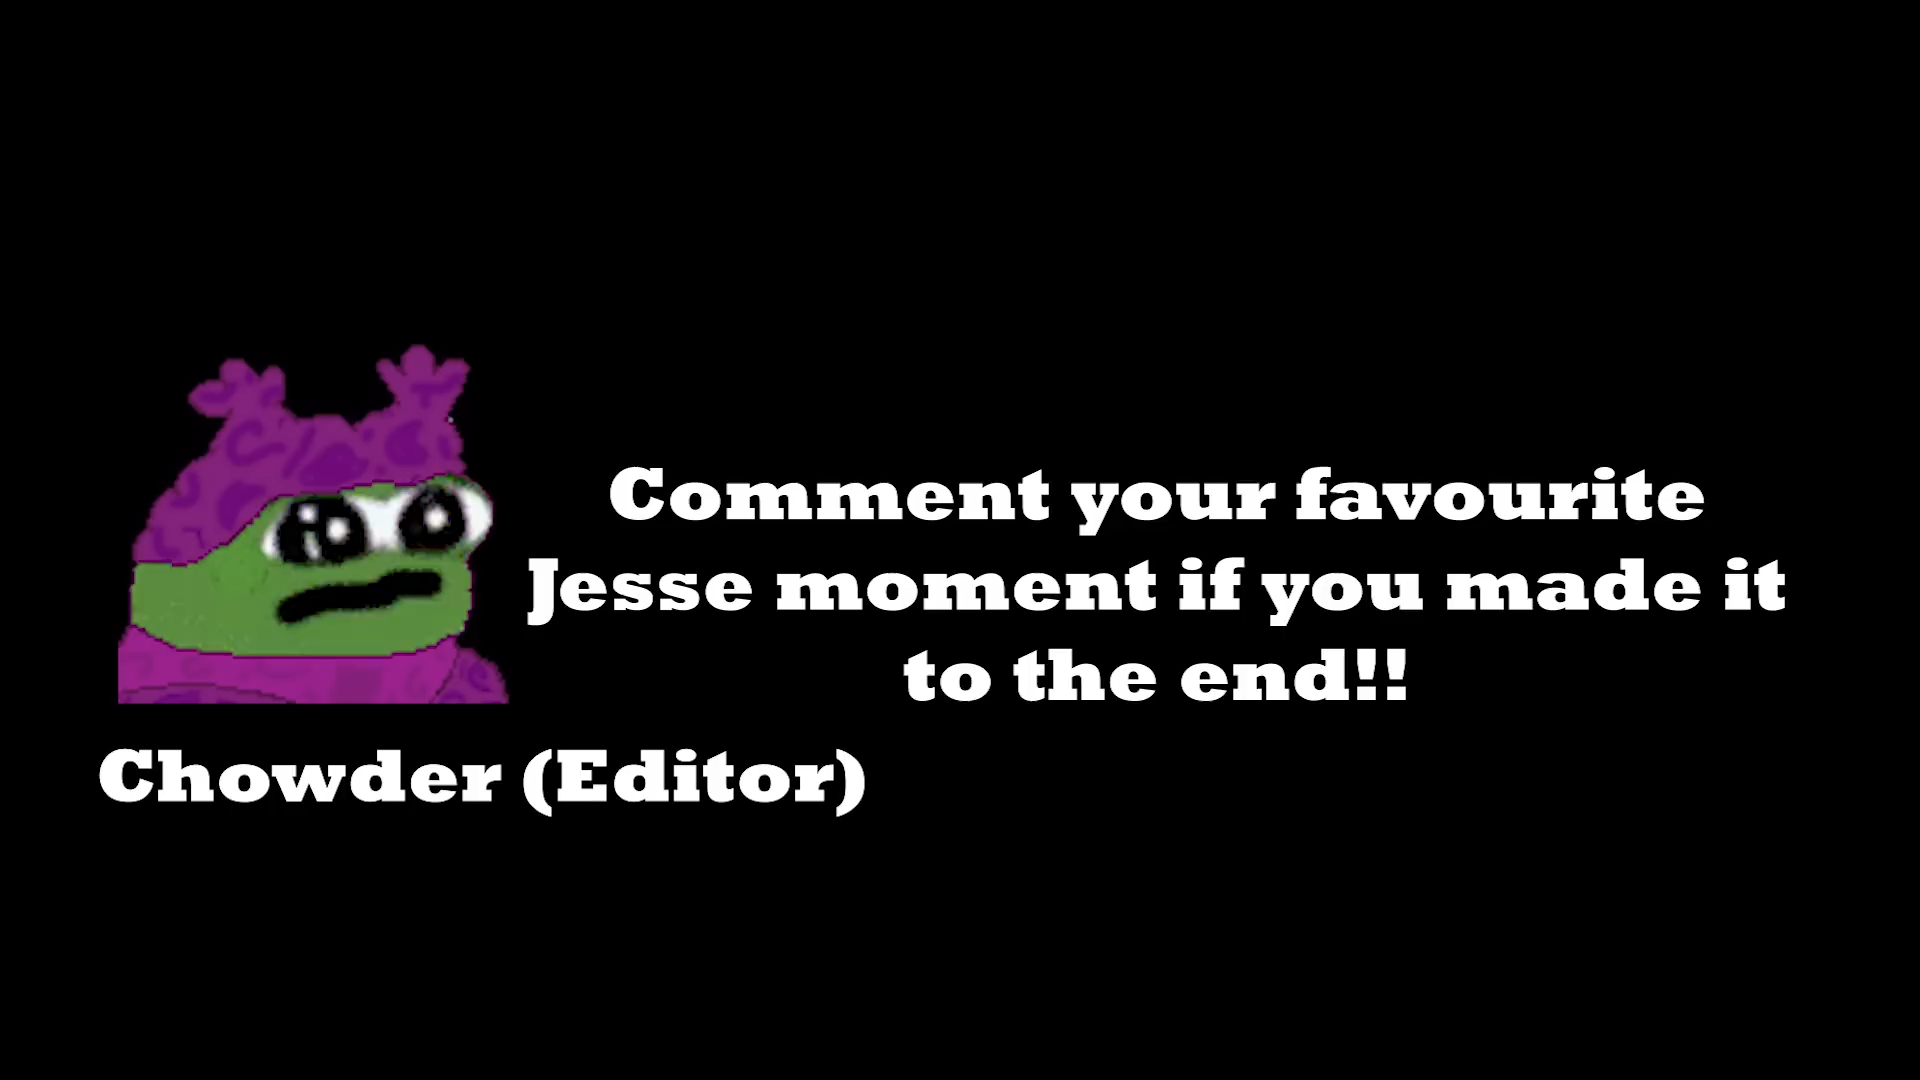 Comment your favourite
Jesse moment if you made it
to the end!!
Chowder (Editor)